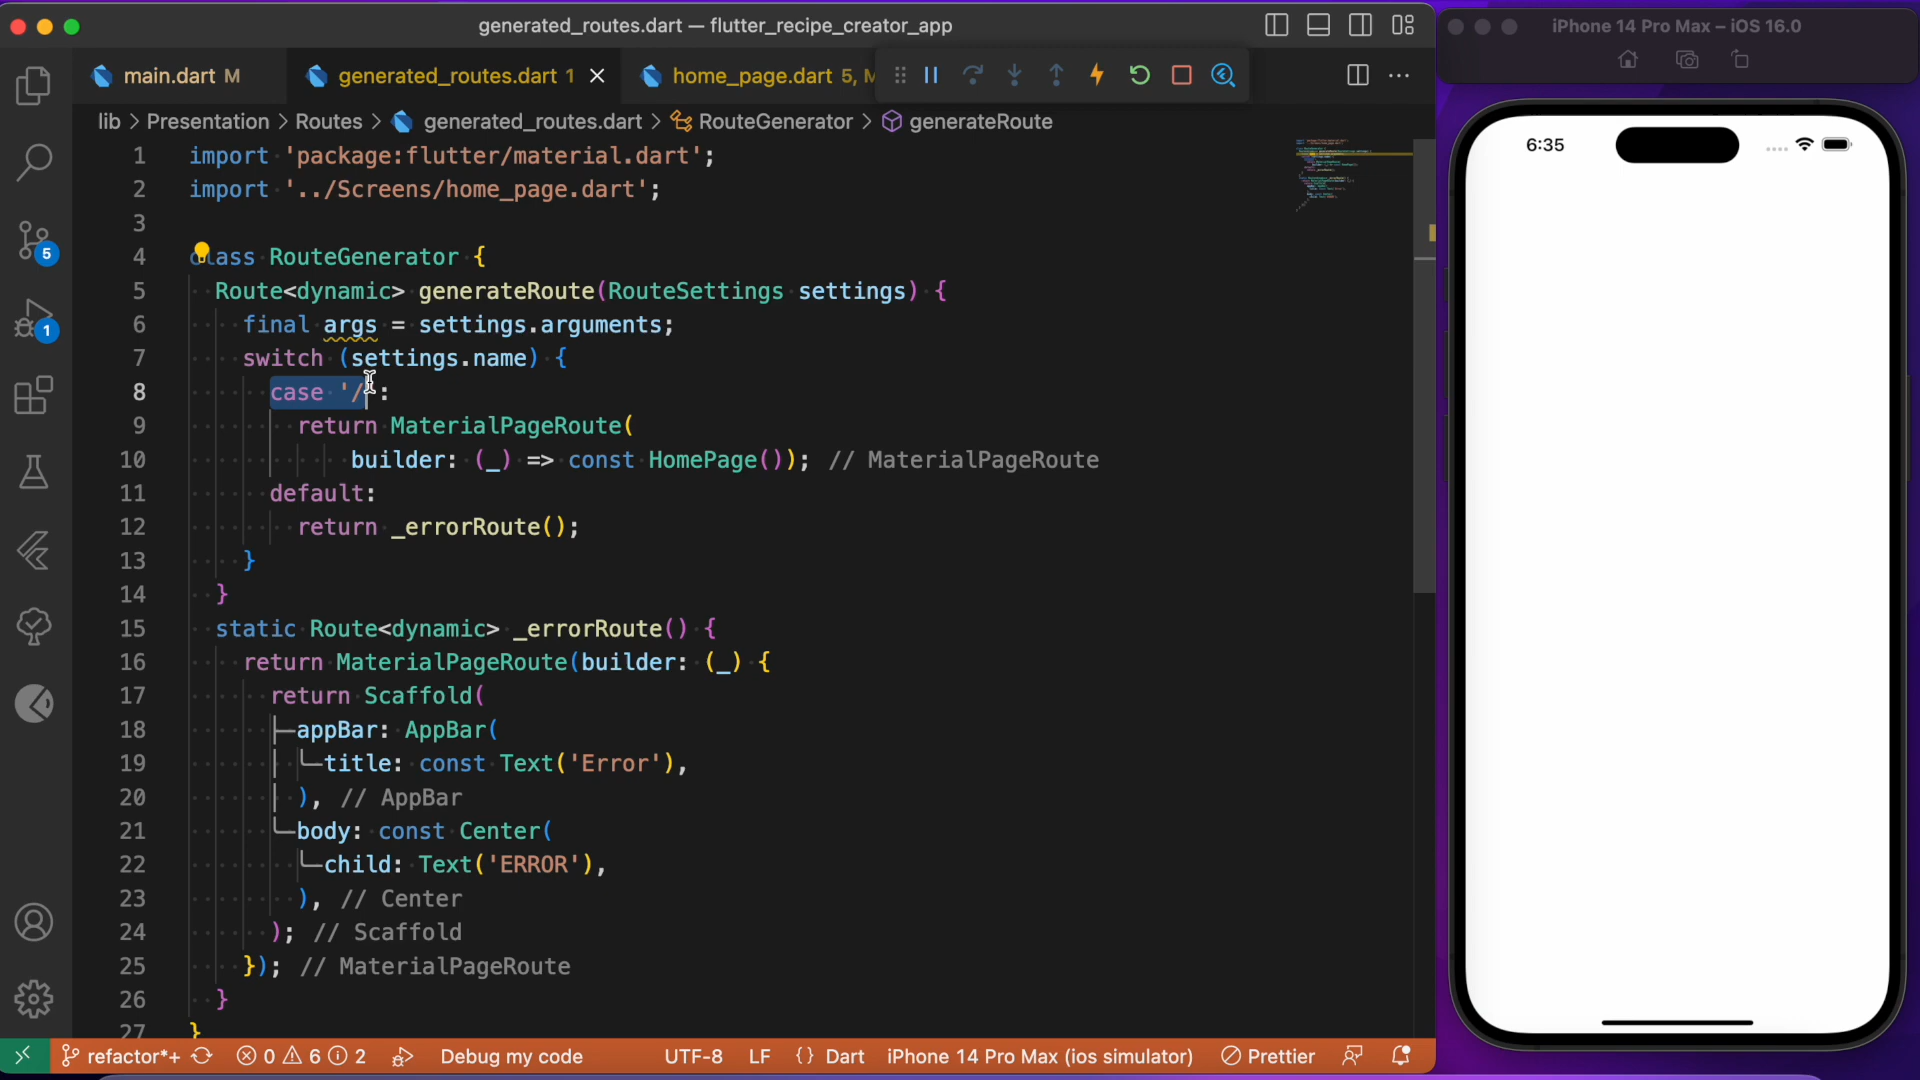 generated_routes.dart — flutter_recipe_creator_app
iPhone 14 Pro Max – iOS 16.0
main.dart M
generated_routes.dart 1
home_page.dart 5, M
lib > Presentation > Routes > generated_routes.dart > RouteGenerator > generateRoute
6:35
1 import 'package:flutter/material.dart';
2 import '../Screens/home_page.dart';
3
4 class RouteGenerator {
5 Route<dynamic> generateRoute(RouteSettings settings) {
6 final args = settings.arguments;
7 switch (settings.name) {
8 case '/':
9 return MaterialPageRoute(
10 builder: (_) => const HomePage()); // MaterialPageRoute
11 default:
12 return _errorRoute();
13 }
14 }
15 static Route<dynamic> _errorRoute() {
16 return MaterialPageRoute(builder: (_) {
17 return Scaffold(
18 appBar: AppBar(
19 title: const Text('Error'),
20 ), // AppBar
21 body: const Center(
22 child: Text('ERROR'),
23 ), // Center
24 ); // Scaffold
25 }); // MaterialPageRoute
26 }
27 }
5
1
refactor*+ 0 6 2 Debug my code UTF-8 LF {} Dart iPhone 14 Pro Max (ios simulator) Prettier